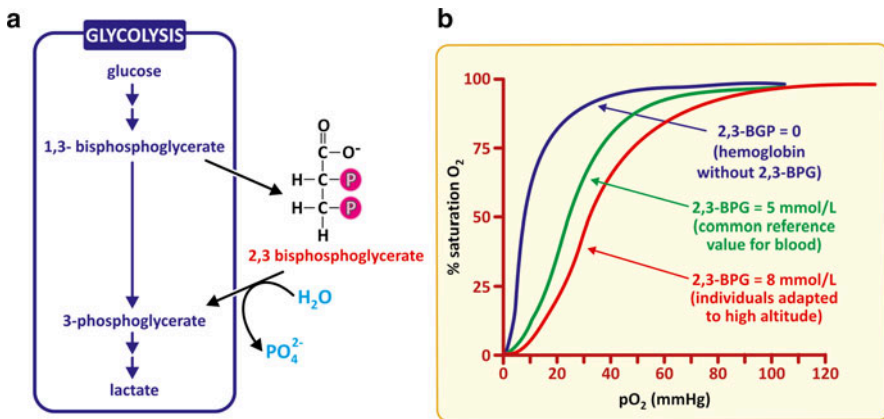 a
GLYCOLYSIS
glucose
1,3- bisphosphoglycerate
O
C–O-
H–C–P
H–C–P
H
2,3 bisphosphoglycerate
H2O
3-phosphoglycerate
PO4 2-
lactate
b
% saturation O2
100
75
50
25
0
0
20
40
60
80
100
120
pO2 (mmHg)
2,3-BGP = 0
(hemoglobin
without 2,3-BPG)
2,3-BPG = 5 mmol/L
(common reference
value for blood)
2,3-BPG = 8 mmol/L
(individuals adapted
to high altitude)